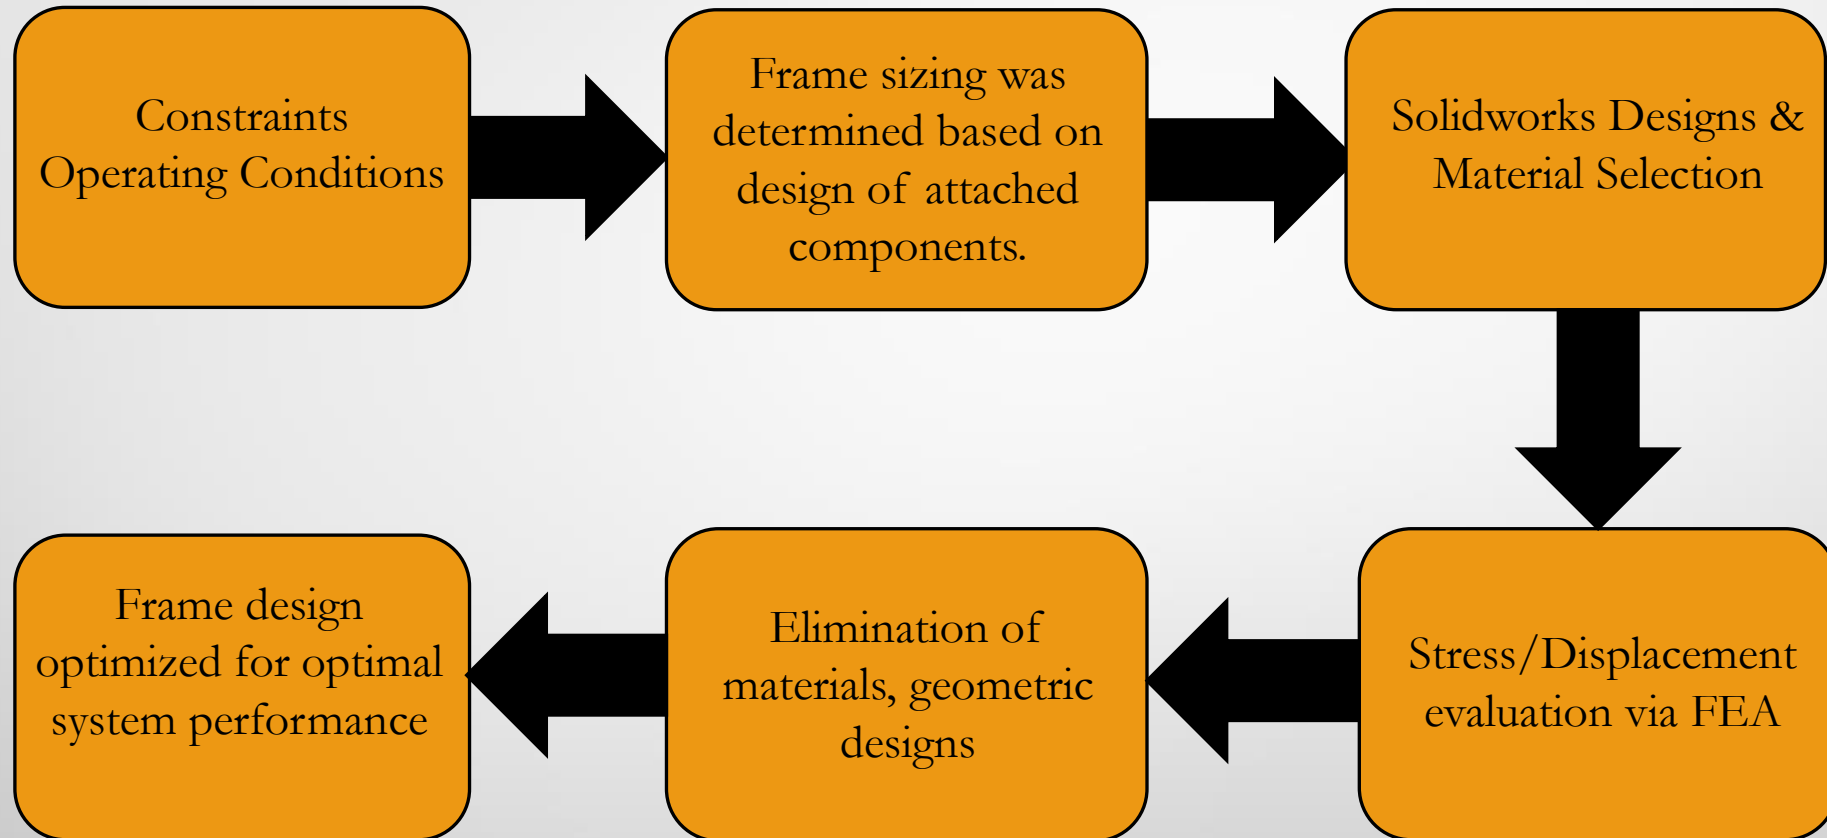 Constraints
Operating Conditions
Frame sizing was
determined based on
design of attached
components.
Solidworks Designs &
Material Selection
Stress/Displacement
evaluation via FEA
Elimination of
materials, geometric
designs
Frame design
optimized for optimal
system performance